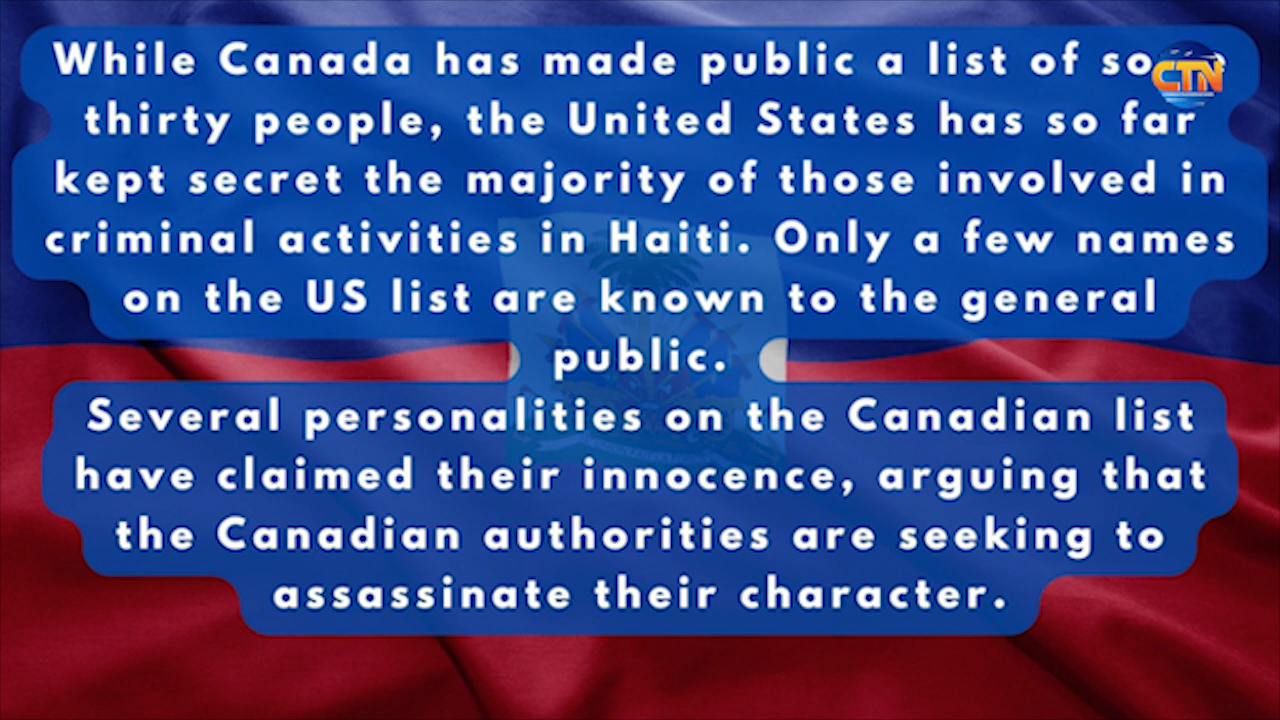 While Canada has made public a list of
CTN
thirty people, the United States has so far
kept secret the majority of those involved in
criminal activities in Haiti. Only a few names
on the US list are known to the general
public.
Several personalities on the Canadian list
have claimed their innocence, arguing that
the Canadian authorities are seeking to
assassinate their character.